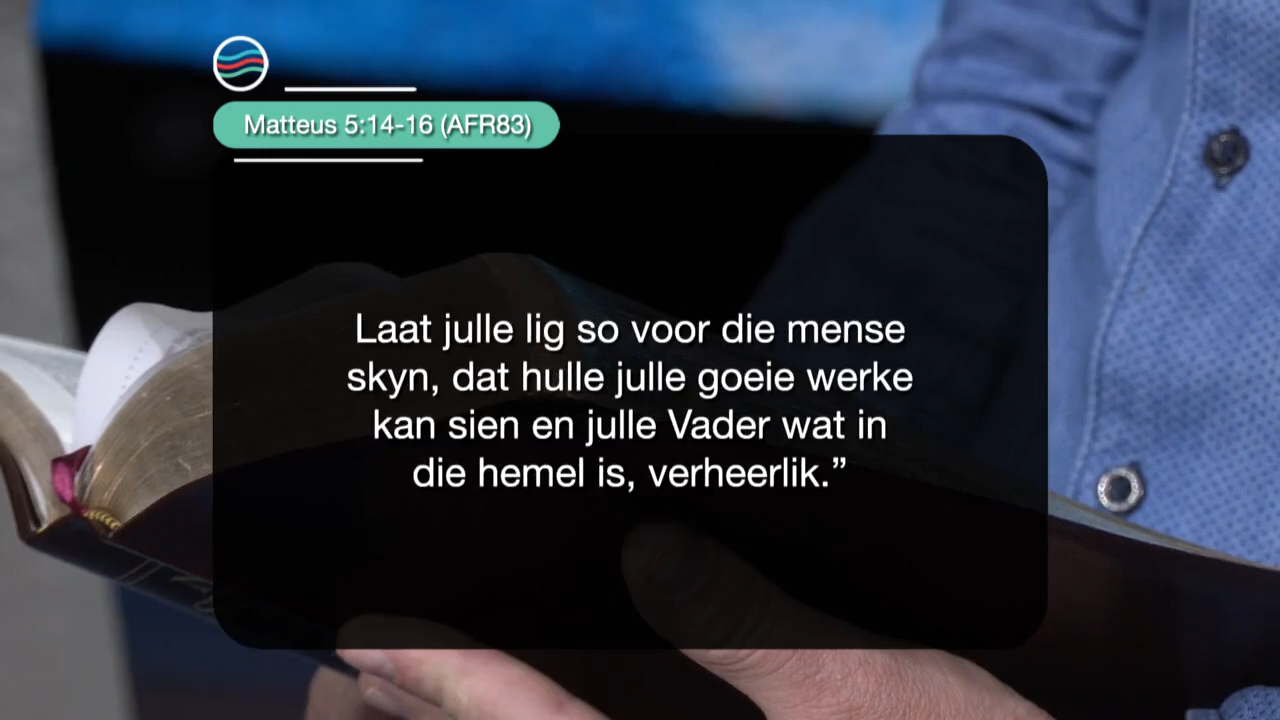 Matteus 5:14-16 (AFR83)
Laat julle lig so voor die mense
skyn, dat hulle julle goeie werke
kan sien en julle Vader wat in
die hemel is, verheerlik.”